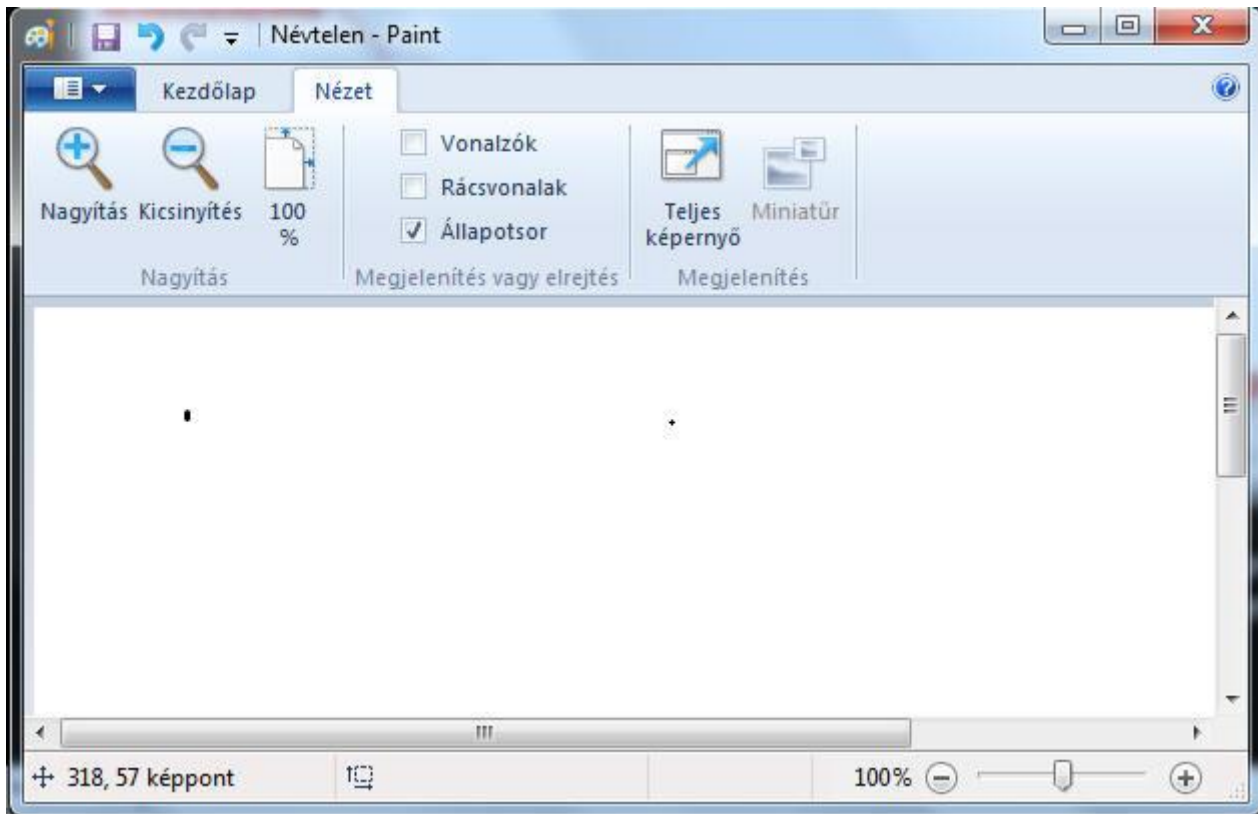 Névtelen - Paint
Kezdőlap Nézet
Nagyítás Kicsinyítés 100 %
Vonalzók
Rácsvonalak
Állapotsor
Teljes képernyő Miniatűr
Nagyítás Megjelenítés vagy elrejtés Megjelenítés
318, 57 képpont 100%